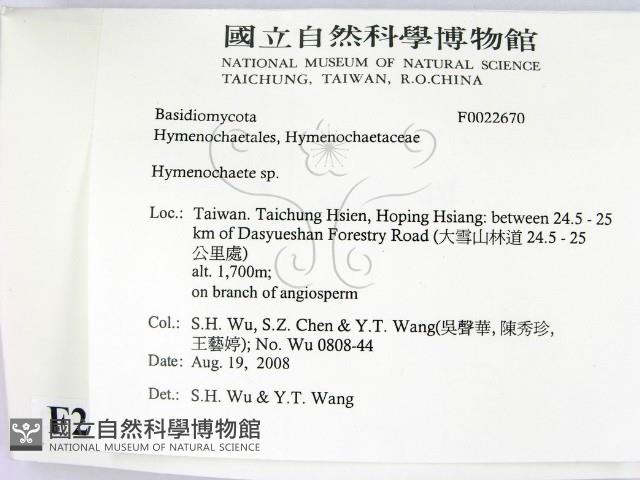 國立自然科學博物館
NATIONAL MUSEUM OF NATURAL SCIENCE
TAICHUNG, TAIWAN, R.O.CHINA
Basidiomycota F0022670
Hymenochaetales, Hymenochaetaceae
Hymenochaete sp.
Loc.: Taiwan. Taichung Hsien, Hoping Hsiang: between 24.5 - 25
km of Dasyueshan Forestry Road (大雪山林道 24.5 - 25
公里處)
alt. 1,700m;
on branch of angiosperm
Col.: S.H. Wu, S.Z. Chen & Y.T. Wang(吳聲華, 陳秀珍,
王藝婷); No. Wu 0808-44
Date: Aug. 19, 2008
Det.: S.H. Wu & Y.T. Wang
E2
國立自然科學博物館
NATIONAL MUSEUM OF NATURAL SCIENCE